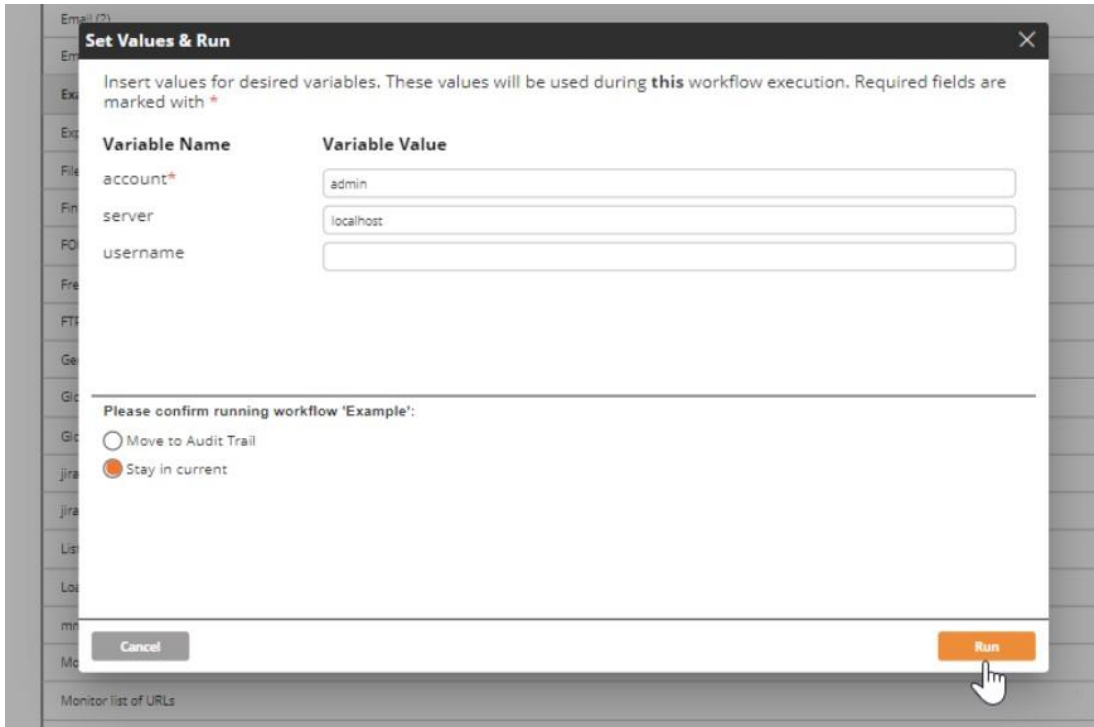 Email (2)
Set Values & Run
Insert values for desired variables. These values will be used during this workflow execution. Required fields are
marked with *
Variable Name Variable Value
account* admin
server localhost
username
Please confirm running workflow 'Example':
Move to Audit Trail
Stay in current
Cancel Run
Monitor list of URLs